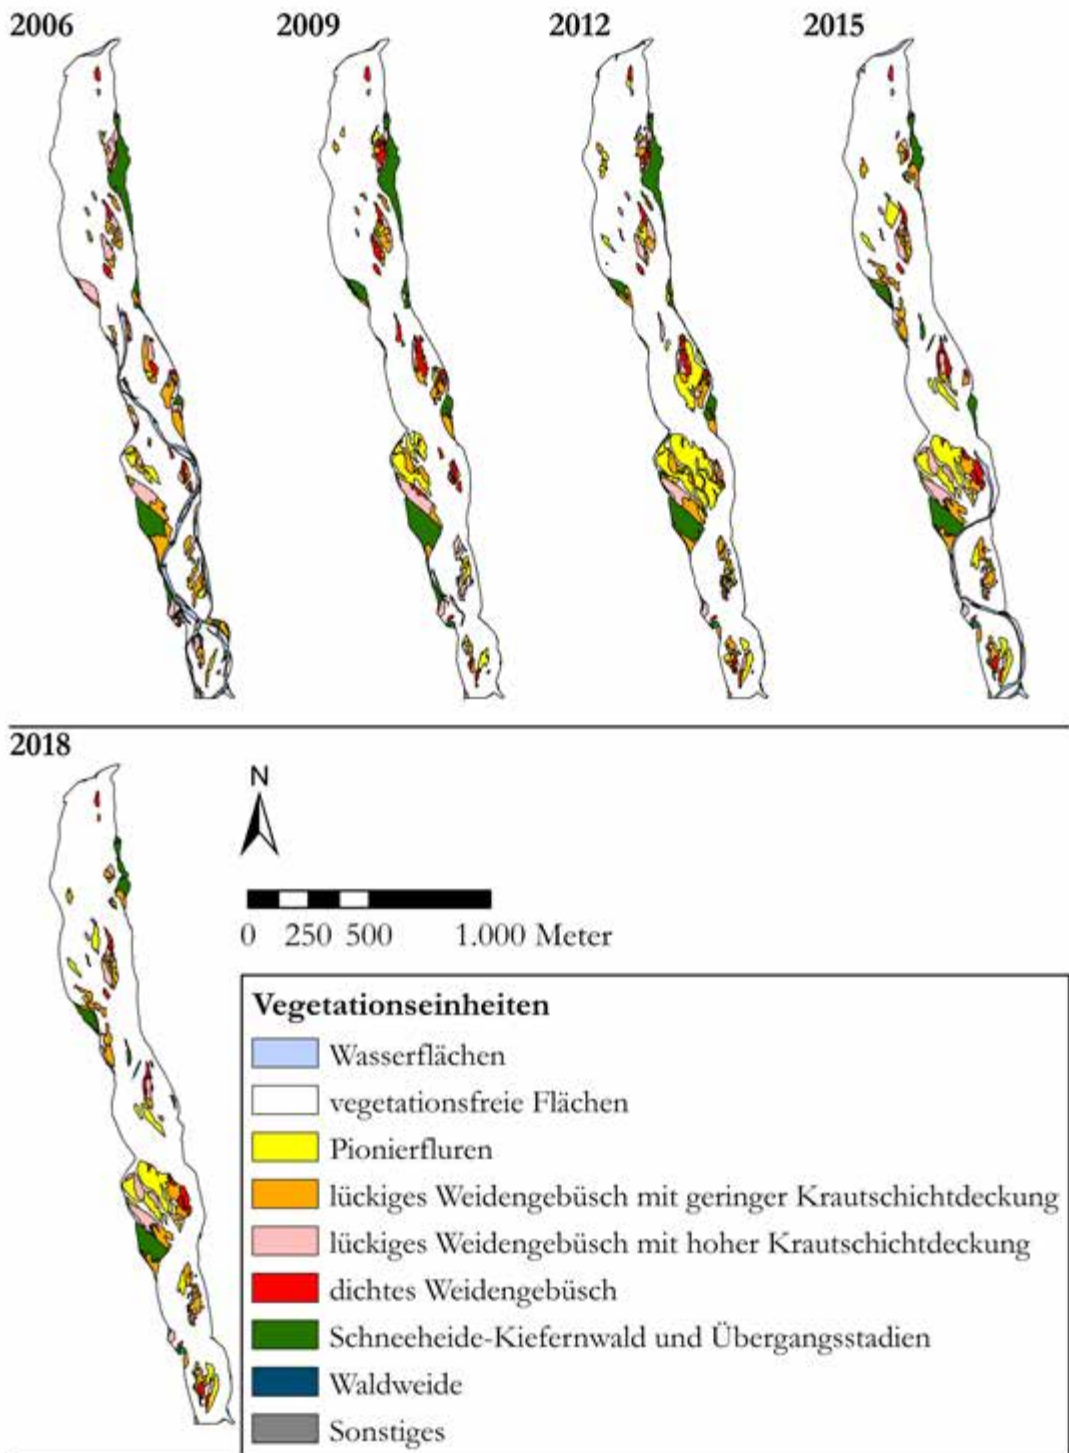 2006
2009
2012
2015
2018
N
0 250 500 1.000 Meter
Vegetationseinheiten
Wasserflächen
vegetationsfreie Flächen
Pionierfluren
lückiges Weidengebüsch mit geringer Krautschichtdeckung
lückiges Weidengebüsch mit hoher Krautschichtdeckung
dichtes Weidengebüsch
Schneeheide-Kiefernwald und Übergangsstadien
Waldweide
Sonstiges